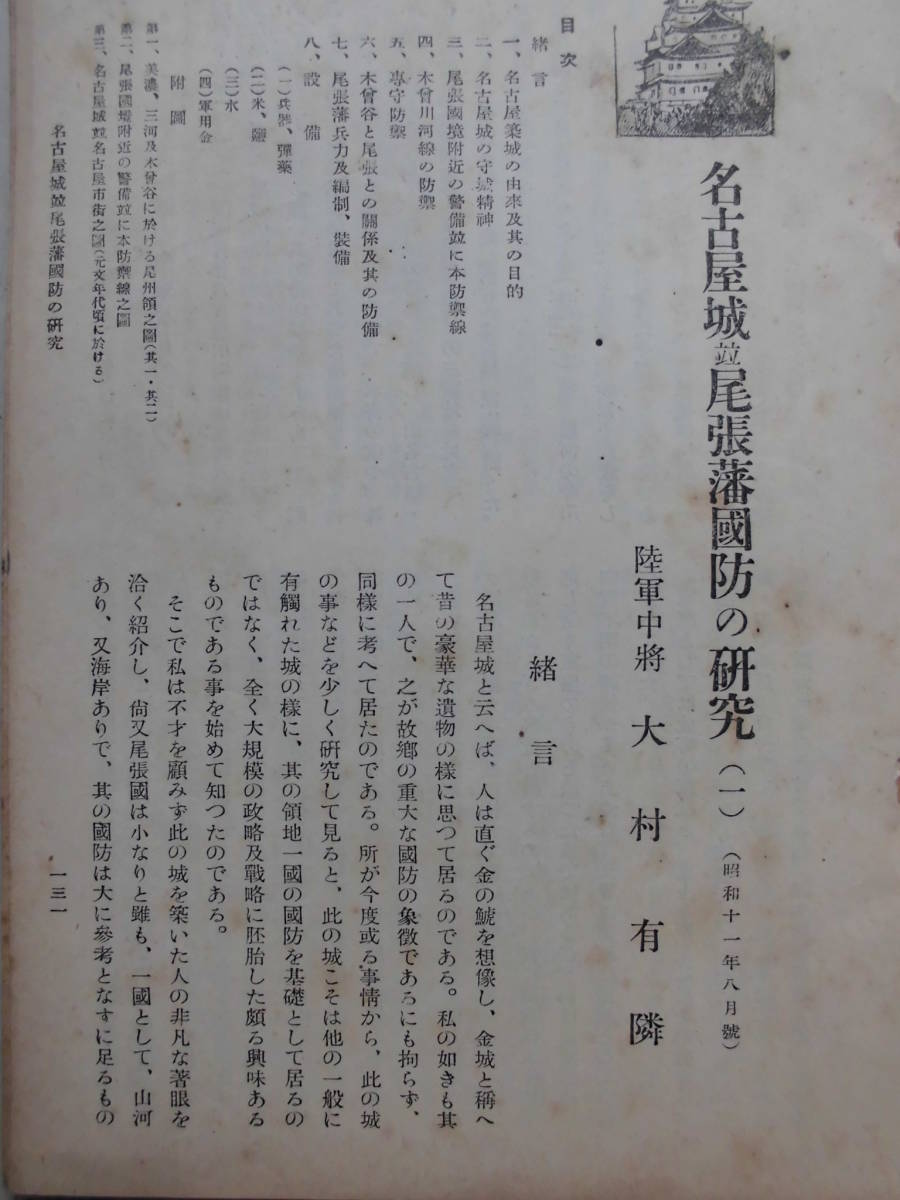 名古屋城並尾張藩國防の硏究(一)(昭和十一年八月號)
陸軍中將 大村有隣
目次
緒言
一、名古屋築城の由來及其の目的
二、名古屋城の守城精神
三、尾張國境附近の警備並に本防禦線
四、木曾川河線の防禦
五、專守防禦
六、木曾谷と尾張との關係及其の防備
七、尾張藩兵力及編制、裝備
八、設備
(一)兵器、彈藥
(二)米、鹽
(三)水
(四)軍用金
附圖
第一、美濃、三河及木曾谷に於ける尾州領之圖(其一・其二)
第二、尾張國境附近の警備並に本防禦線之圖
第三、名古屋城並名古屋市街之圖(元文年代頃に於ける)
緒言
名古屋城と云へば、人は直ぐ金の鯱を想像し、金城と稱へ
て昔の豪華な遺物の樣に思つて居るのである。私の如きも其
の一人で、之が故鄕の重大な國防の象徴であるにも拘らず、
同樣に考へて居たのである。所が今度或る事情から、此の城
の事などを少しく硏究して見ると、此の城こそは他の一般に
有觸れた城の樣に、其の領地一國の國防を基礎として居るの
ではなく、全く大規模の政略及戰略に胚胎した頗る興味ある
ものである事を始めて知つたのである。
そこで私は不才を顧みず此の城を築いた人の非凡な著眼を
洽く紹介し、尙又尾張國は小なりと雖も、一國として、山河
あり、又海岸ありで、其の國防は大に參考となすに足るもの
名古屋城並尾張藩國防の硏究
一三一